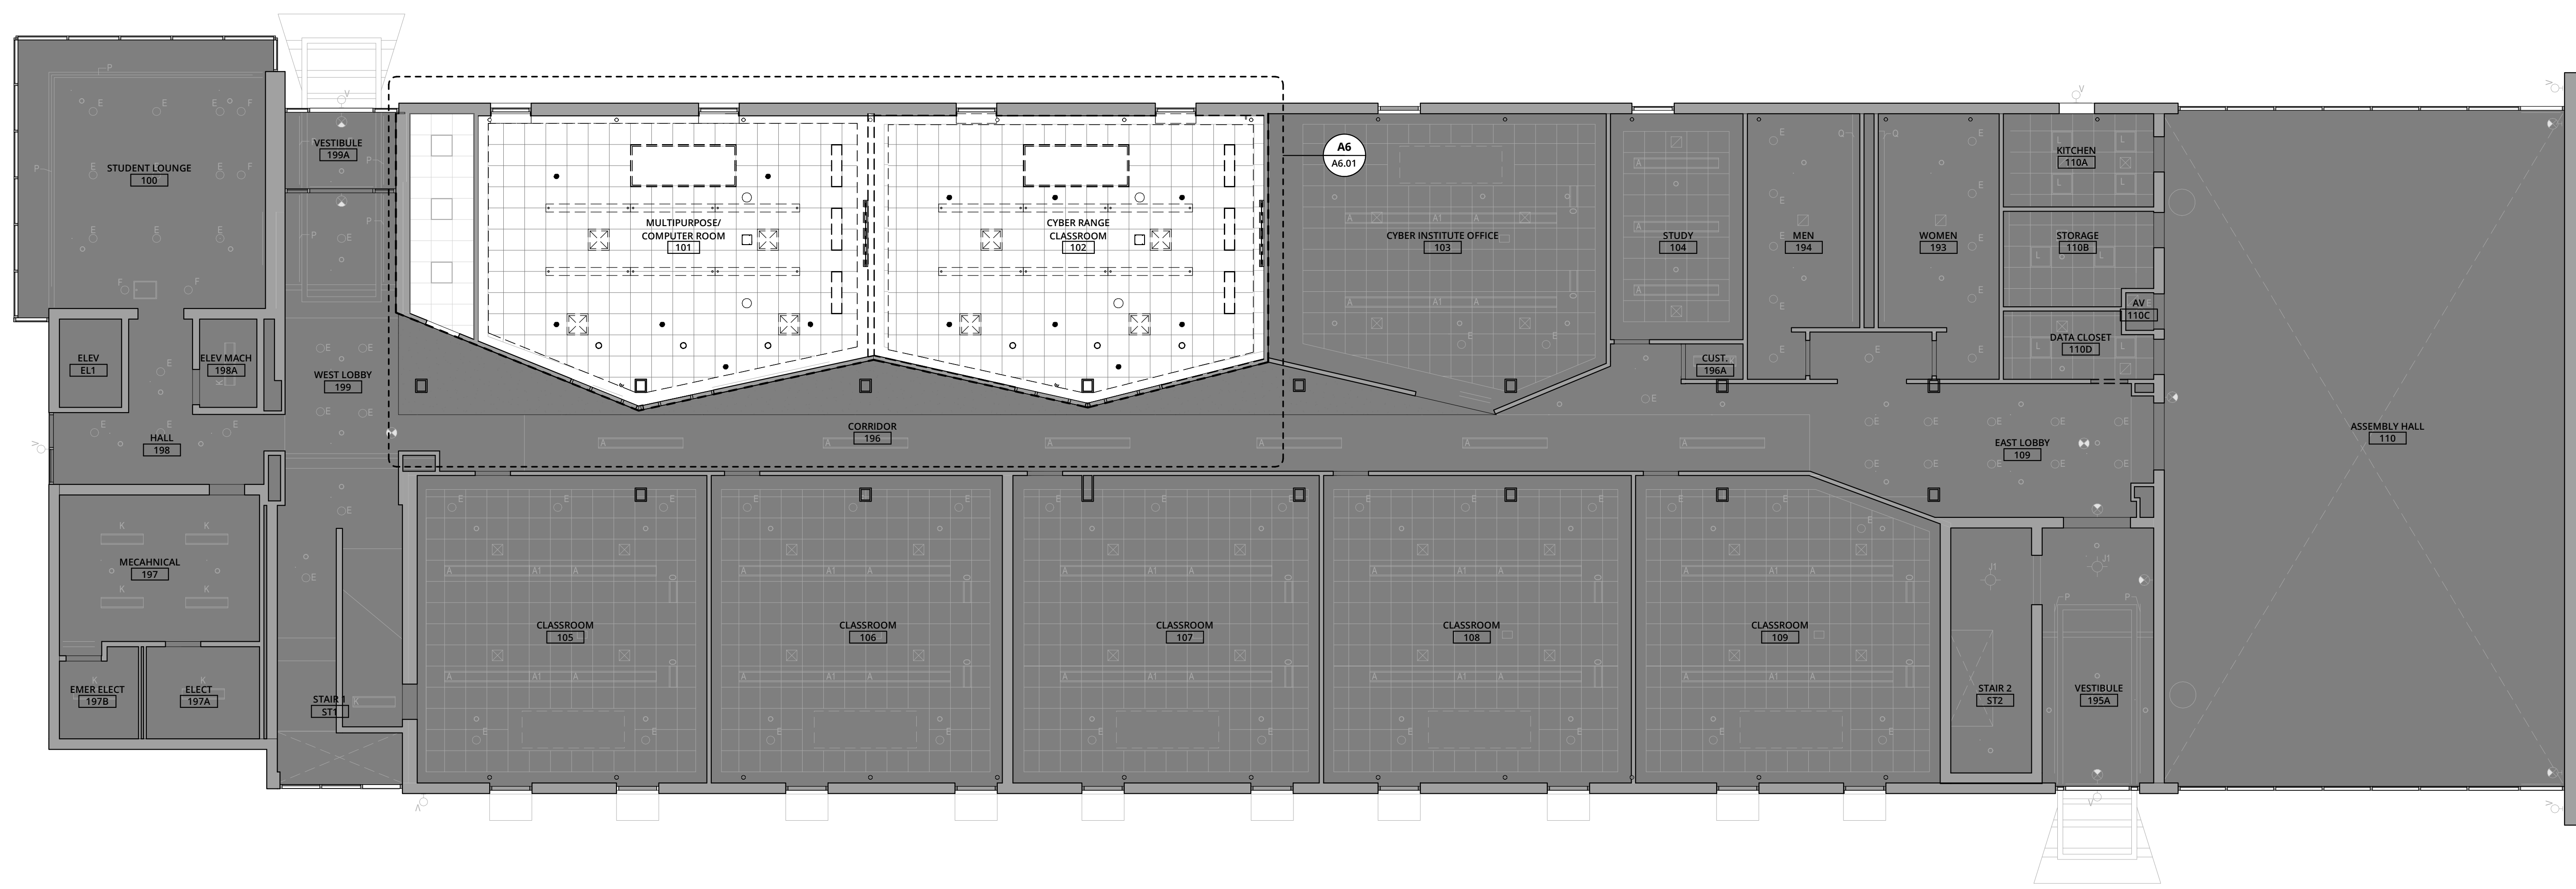 STUDENT LOUNGE
100
VESTIBULE
199A
MULTIPURPOSE/
COMPUTER ROOM
101
CYBER RANGE
CLASSROOM
102
A6
A6.01
CYBER INSTITUTE OFFICE
103
STUDY
104
MEN
194
WOMEN
193
KITCHEN
110A
STORAGE
110B
AV
110C
DATA CLOSET
110D
ELEV
EL1
ELEV MACH
198A
WEST LOBBY
199
CUST.
196A
HALL
198
CORRIDOR
196
EAST LOBBY
109
ASSEMBLY HALL
110
MECAHNICAL
197
CLASSROOM
105
CLASSROOM
106
CLASSROOM
107
CLASSROOM
108
CLASSROOM
109
EMER ELECT
197B
ELECT
197A
STAIR 1
ST1
STAIR 2
ST2
VESTIBULE
195A